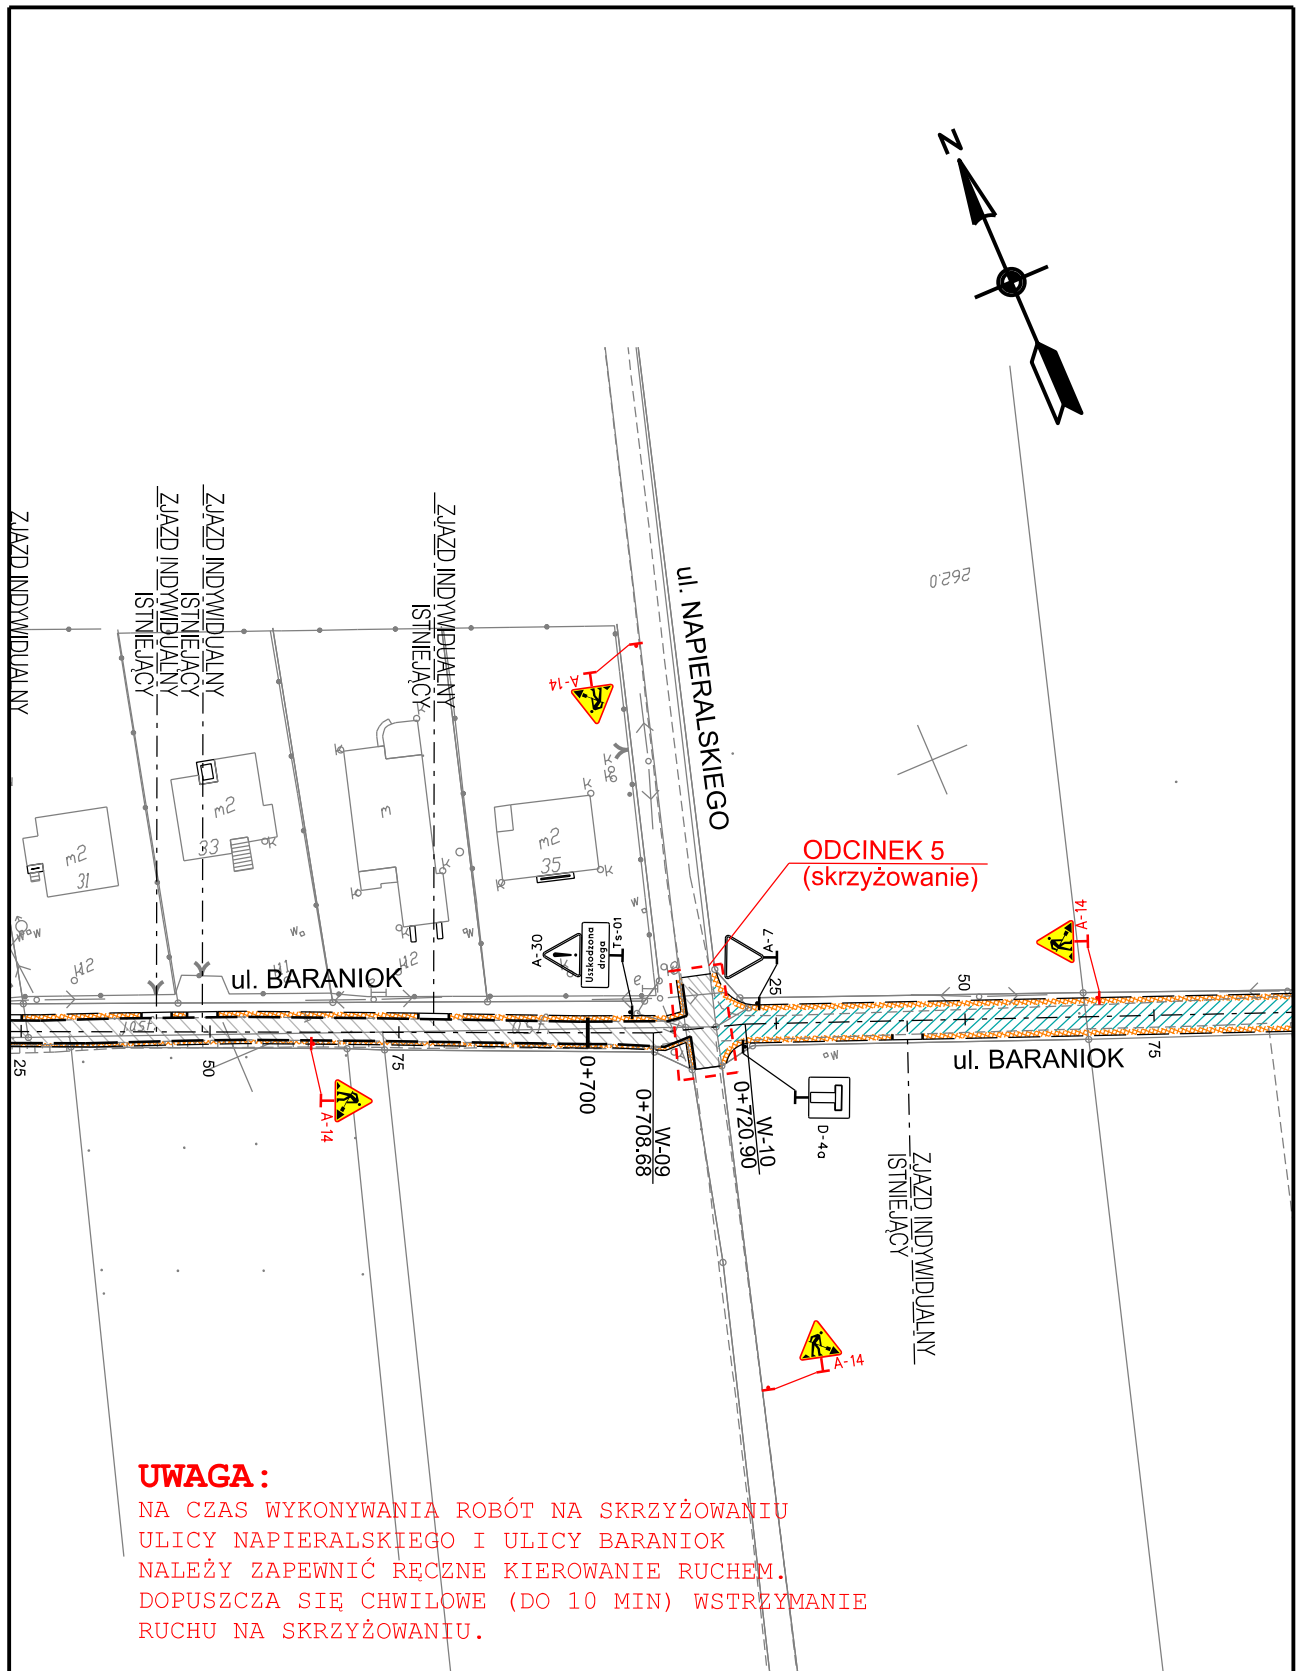 N
262.0
ul. NAPIERALSKIEGO
ZJAZD INDYWIDUALNY
ZJAZD INDYWIDUALNY
ISTNIEJĄCY
ZJAZD INDYWIDUALNY
ISTNIEJĄCY
ZJAZD INDYWIDUALNY
ISTNIEJĄCY
A-14
m2
31
m2
33
m
m2
35
k
k
k
k
k
k
k
k
k
w
w
w
w
ODCINEK 5
(skrzyżowanie)
A-14
A-30
Uszkodzona
droga
Ts-01
A-7
ul. BARANIOK
25
50
75
0+700
W-09
0+708.68
W-10
0+720.90
25
50
75
ul. BARANIOK
w
D-4a
A-14
ZJAZD INDYWIDUALNY
ISTNIEJĄCY
A-14
UWAGA:
NA CZAS WYKONYWANIA ROBÓT NA SKRZYŻOWANIU
ULICY NAPIERALSKIEGO I ULICY BARANIOK
NALEŻY ZAPEWNIĆ RĘCZNE KIEROWANIE RUCHEM.
DOPUSZCZA SIĘ CHWILOWE (DO 10 MIN) WSTRZYMANIE
RUCHU NA SKRZYŻOWANIU.